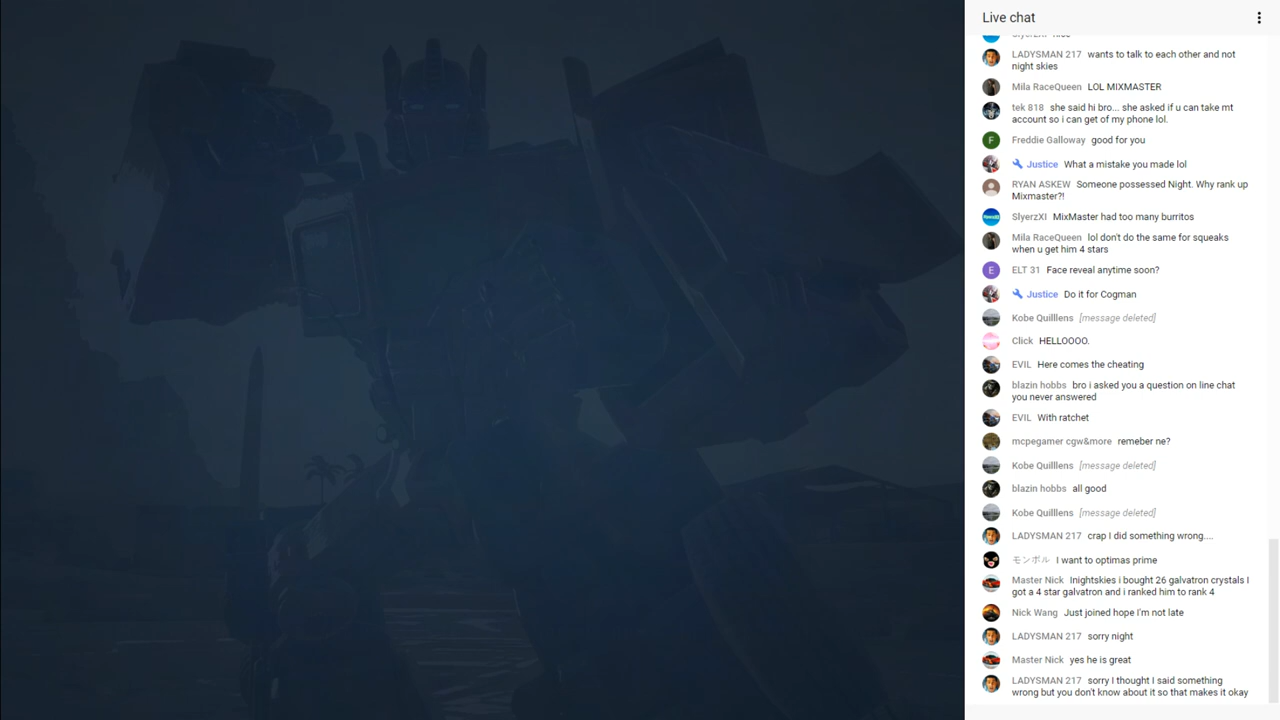 Live chat
LADYSMAN 217 wants to talk to each other and not
night skies
Mila RaceQueen LOL MIXMASTER
tek 818 she said hi bro... she asked if u can take mt
account so i can get of my phone lol.
F Freddie Galloway good for you
Justice What a mistake you made lol
RYAN ASKEW Someone possessed Night. Why rank up
Mixmaster?!
SlyerzXI MixMaster had too many burritos
Mila RaceQueen lol don't do the same for squeaks
when u get him 4 stars
E ELT 31 Face reveal anytime soon?
Justice Do it for Cogman
Kobe Quilllens [message deleted]
Click HELLOOOO.
EVIL Here comes the cheating
blazin hobbs bro i asked you a question on line chat
you never answered
EVIL With ratchet
mcpegamer cgw&more remeber ne?
Kobe Quilllens [message deleted]
blazin hobbs all good
Kobe Quilllens [message deleted]
LADYSMAN 217 crap I did something wrong....
モンボル I want to optimas prime
Master Nick Inightskies i bought 26 galvatron crystals I
got a 4 star galvatron and i ranked him to rank 4
Nick Wang Just joined hope I'm not late
LADYSMAN 217 sorry night
Master Nick yes he is great
LADYSMAN 217 sorry I thought I said something
wrong but you don't know about it so that makes it okay